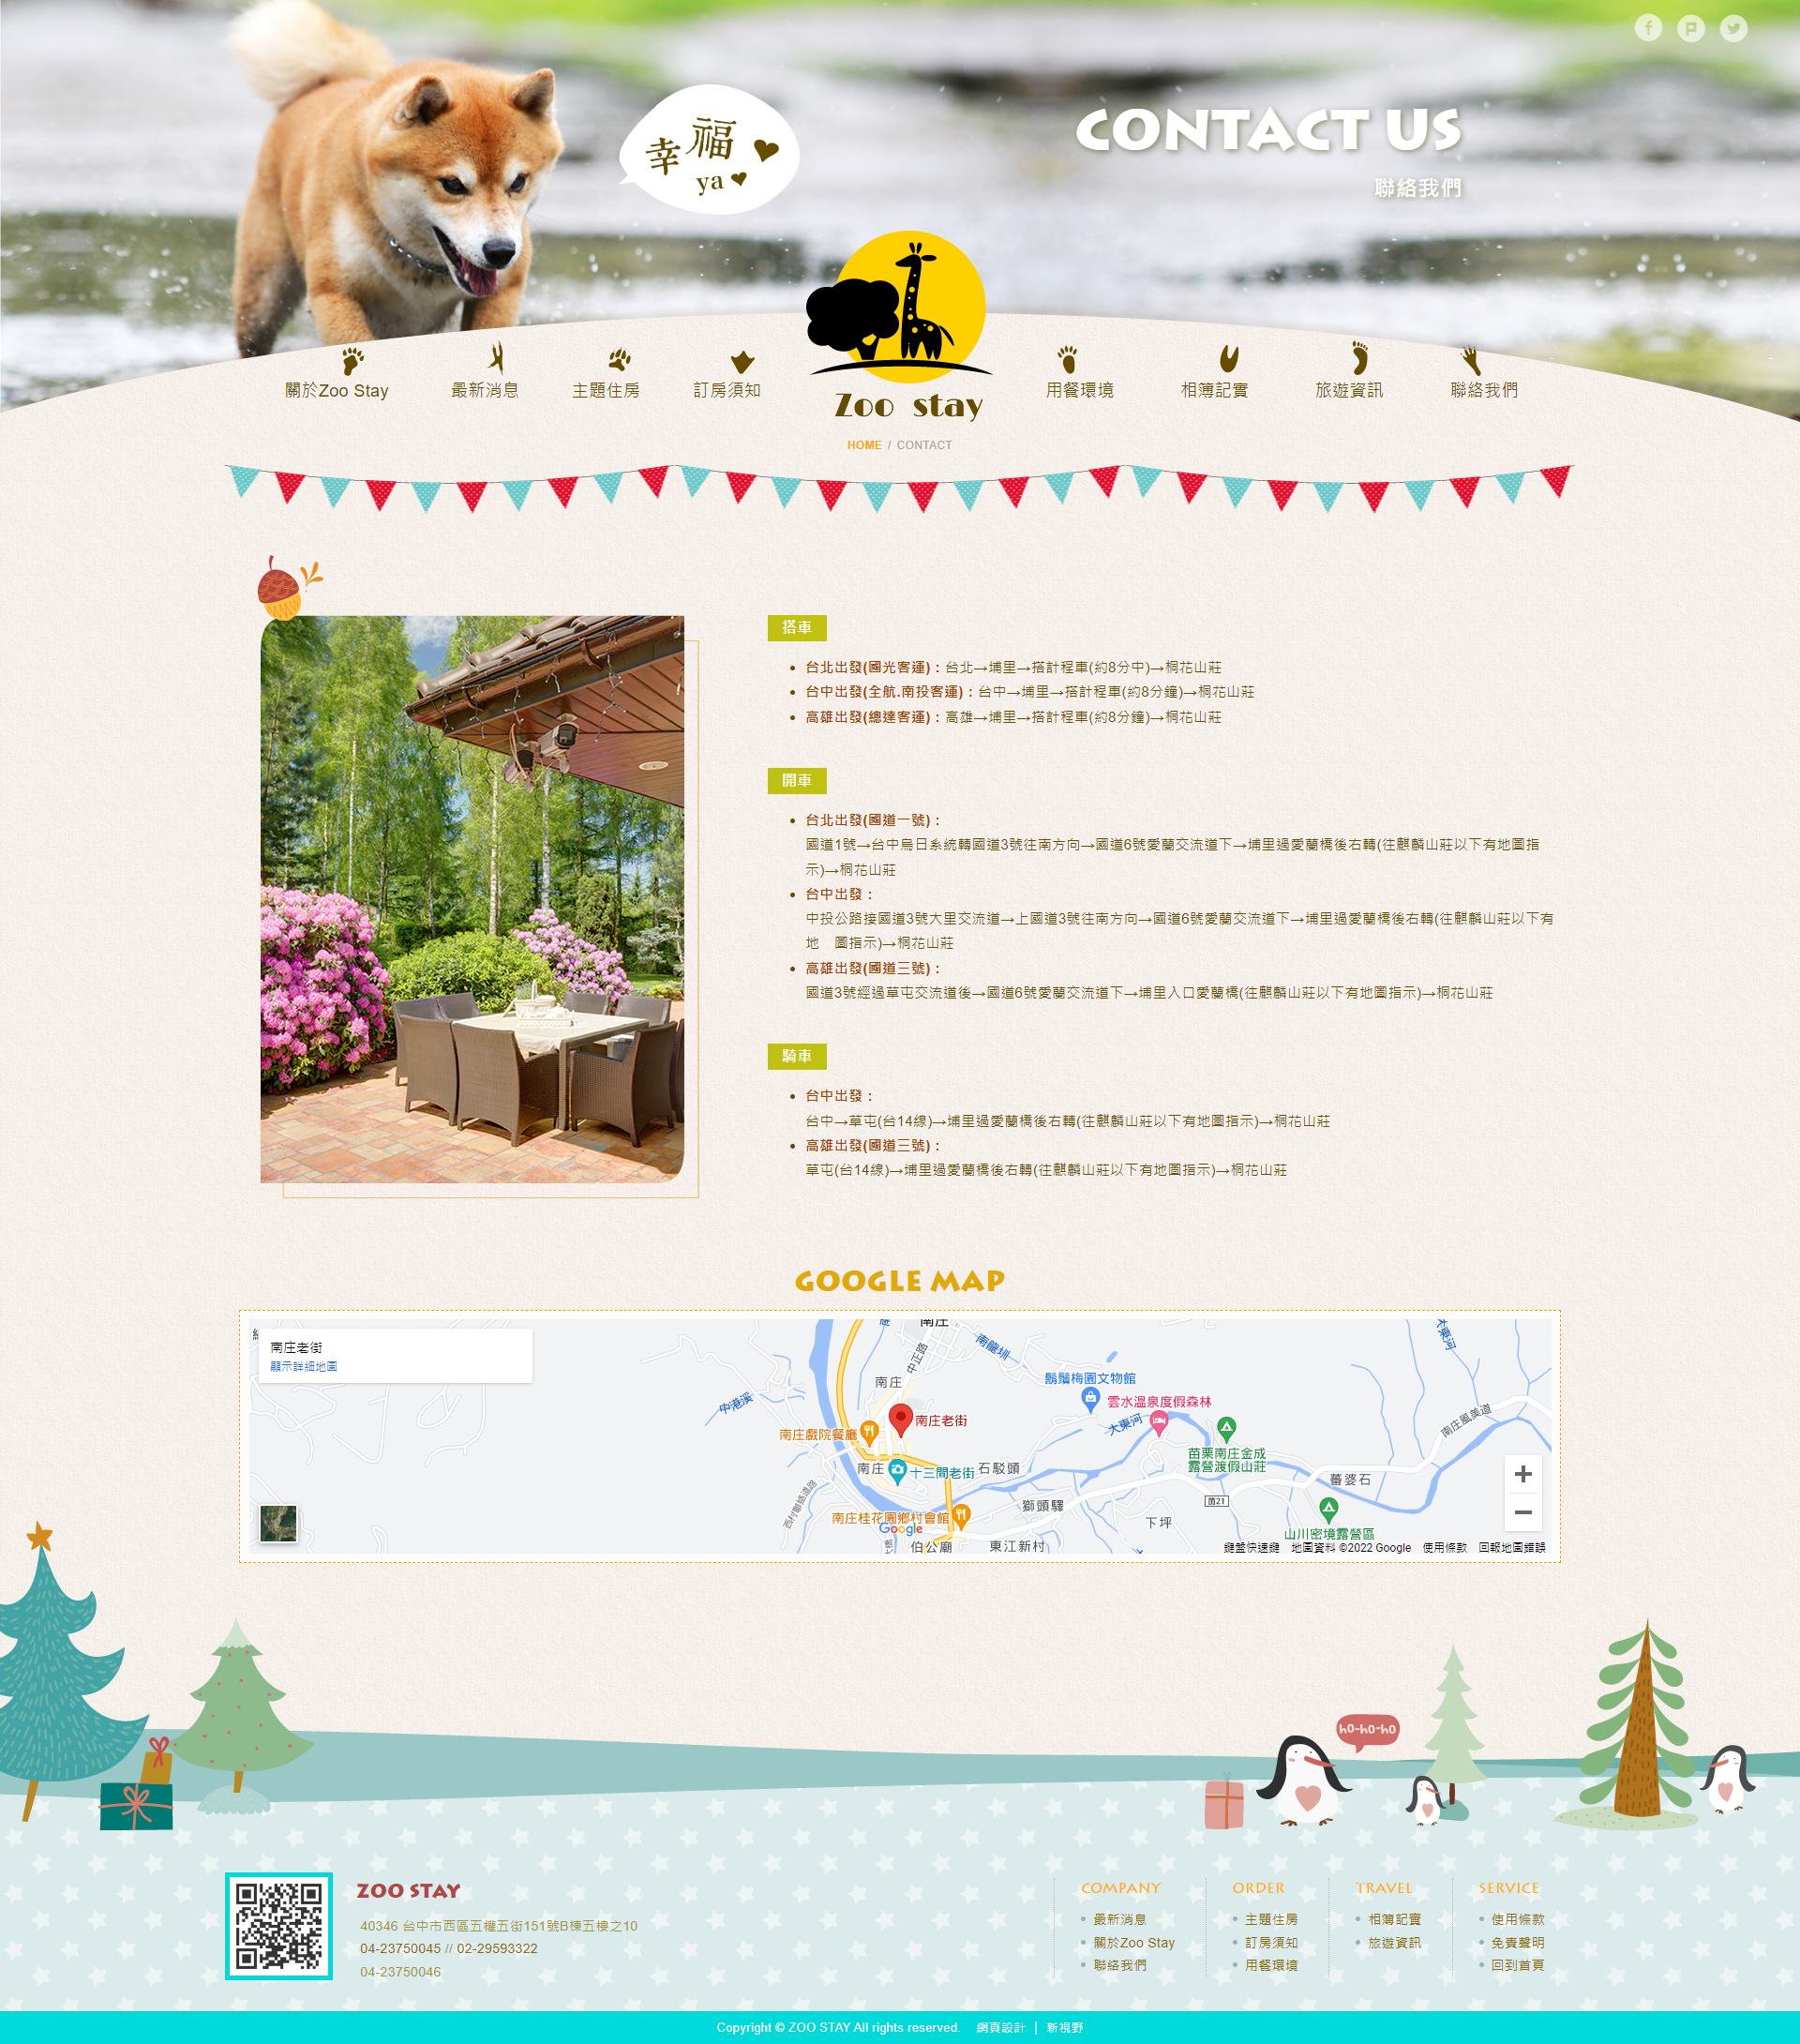 CONTACT US
聯絡我們
幸福
ya
關於Zoo Stay
最新消息
主題住房
訂房須知
Zoo stay
用餐環境
相簿記實
旅遊資訊
聯絡我們
HOME / CONTACT
搭車
台北出發(國光客運)：台北→埔里→搭計程車(約8分中)→桐花山莊
台中出發(全航.南投客運)：台中→埔里→搭計程車(約8分鐘)→桐花山莊
高雄出發(總達客運)：高雄→埔里→搭計程車(約8分鐘)→桐花山莊
開車
台北出發(國道一號)：
國道1號→台中烏日系統轉國道3號往南方向→國道6號愛蘭交流道下→埔里過愛蘭橋後右轉(往麒麟山莊以下有地圖指
示)→桐花山莊
台中出發：
中投公路接國道3號大里交流道→上國道3號往南方向→國道6號愛蘭交流道下→埔里過愛蘭橋後右轉(往麒麟山莊以下有
地　圖指示)→桐花山莊
高雄出發(國道三號)：
國道3號經過草屯交流道後→國道6號愛蘭交流道下→埔里入口愛蘭橋(往麒麟山莊以下有地圖指示)→桐花山莊
騎車
台中出發：
台中→草屯(台14線)→埔里過愛蘭橋後右轉(往麒麟山莊以下有地圖指示)→桐花山莊
高雄出發(國道三號)：
草屯(台14線)→埔里過愛蘭橋後右轉(往麒麟山莊以下有地圖指示)→桐花山莊
GOOGLE MAP
南庄老街
顯示詳細地圖
南庄
中正路
南龍圳
大東河
南庄
鬍鬚梅園文物館
中港溪
雲水溫泉度假森林
南庄老街
大東河
南庄風美道
南庄戲院餐廳
苗栗南庄金成
露營渡假山莊
南庄
十三間老街
石駁頭
蕃婆石
西村聯絡道路
獅頭驛
苗21
南庄桂花園鄉村會館
下坪
Google
山川密境露營區
伯公廟
東江新村
鍵盤快速鍵
地圖資料 ©2022 Google
使用條款
回報地圖錯誤
ho-ho-ho
ZOO STAY
40346 台中市西區五權五街151號B棟五樓之10
04-23750045 // 02-29593322
04-23750046
COMPANY
最新消息
關於Zoo Stay
聯絡我們
ORDER
主題住房
訂房須知
用餐環境
TRAVEL
相簿記實
旅遊資訊
SERVICE
使用條款
免責聲明
回到首頁
Copyright © ZOO STAY All rights reserved. 網頁設計 | 新視野